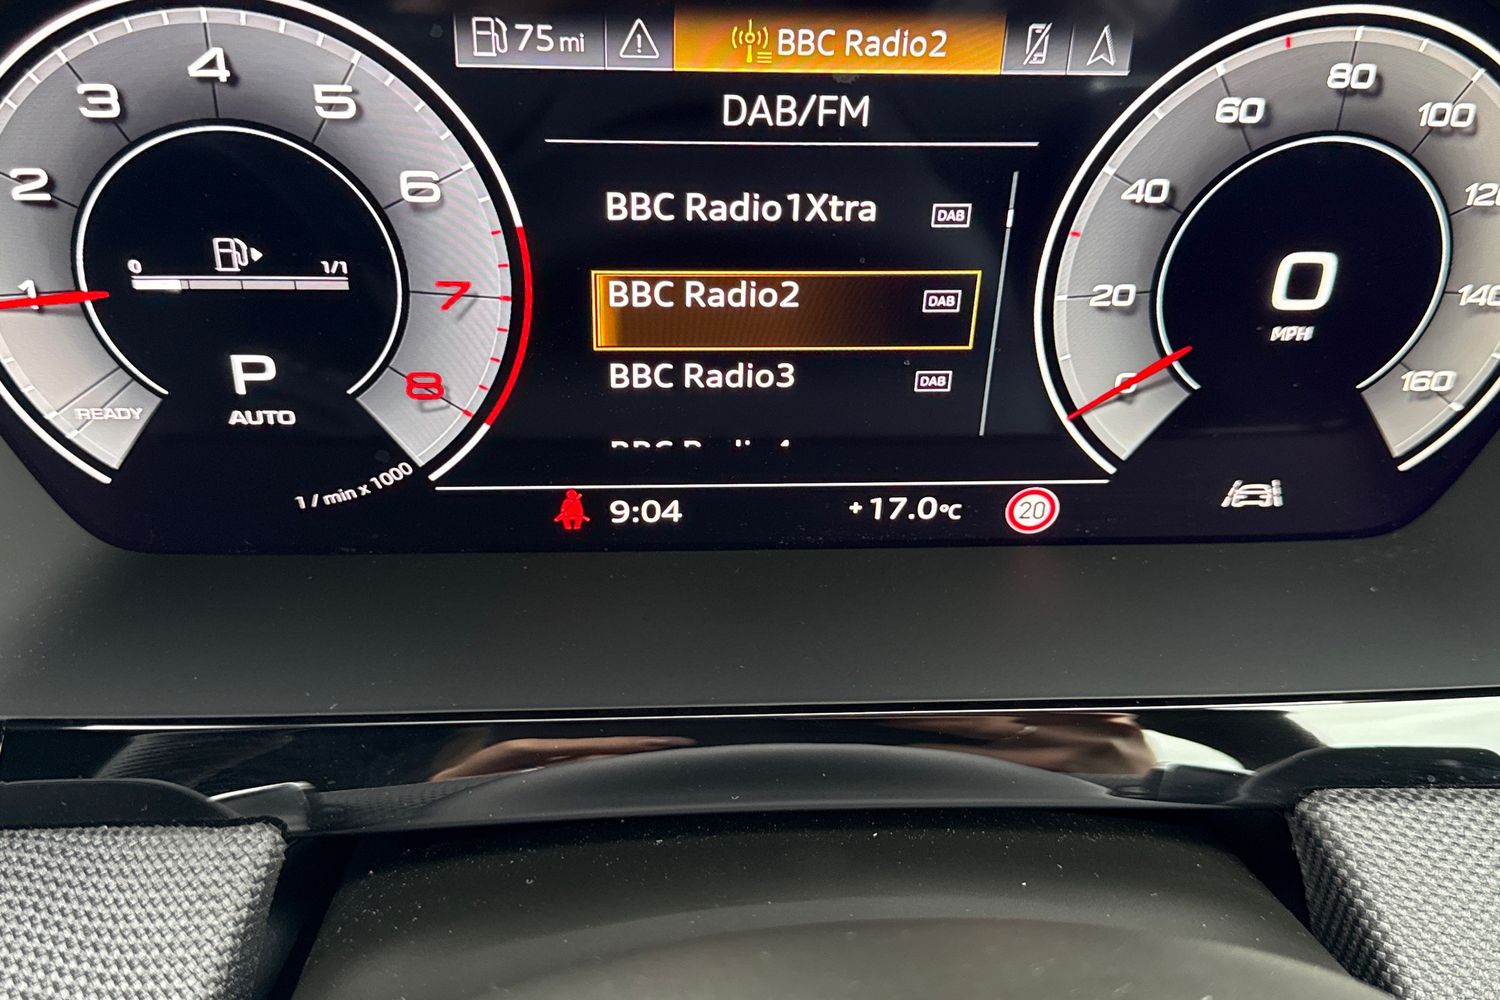 75 mi
BBC Radio2
DAB/FM
BBC Radio1Xtra DAB
BBC Radio2 DAB
BBC Radio3 DAB
1
2
3
4
5
6
7
8
0 1/1
P
AUTO
READY
1 / min x 1000
0
20
40
60
80
100
120
140
160
0
MPH
9:04
+17.0°C
20